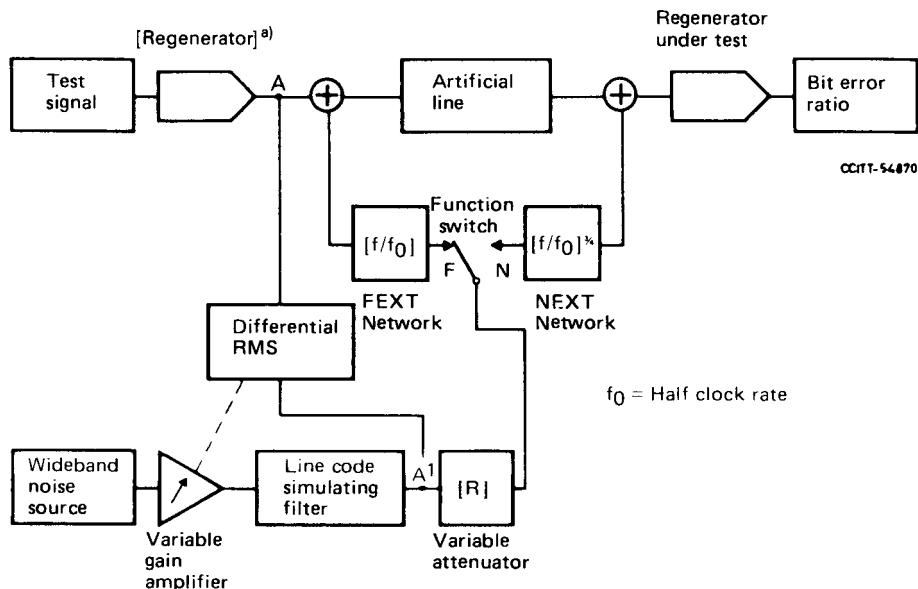 [Regenerator]a)
Regenerator
under test
Test
signal
A
Artificial
line
Bit error
ratio
CCITT-54870
Function
switch
[f/f0]
F
N
[f/f0]¾
FEXT
Network
NEXT
Network
Differential
RMS
f0 = Half clock rate
Wideband
noise
source
Line code
simulating
filter
A1
[R]
Variable
gain
amplifier
Variable
attenuator